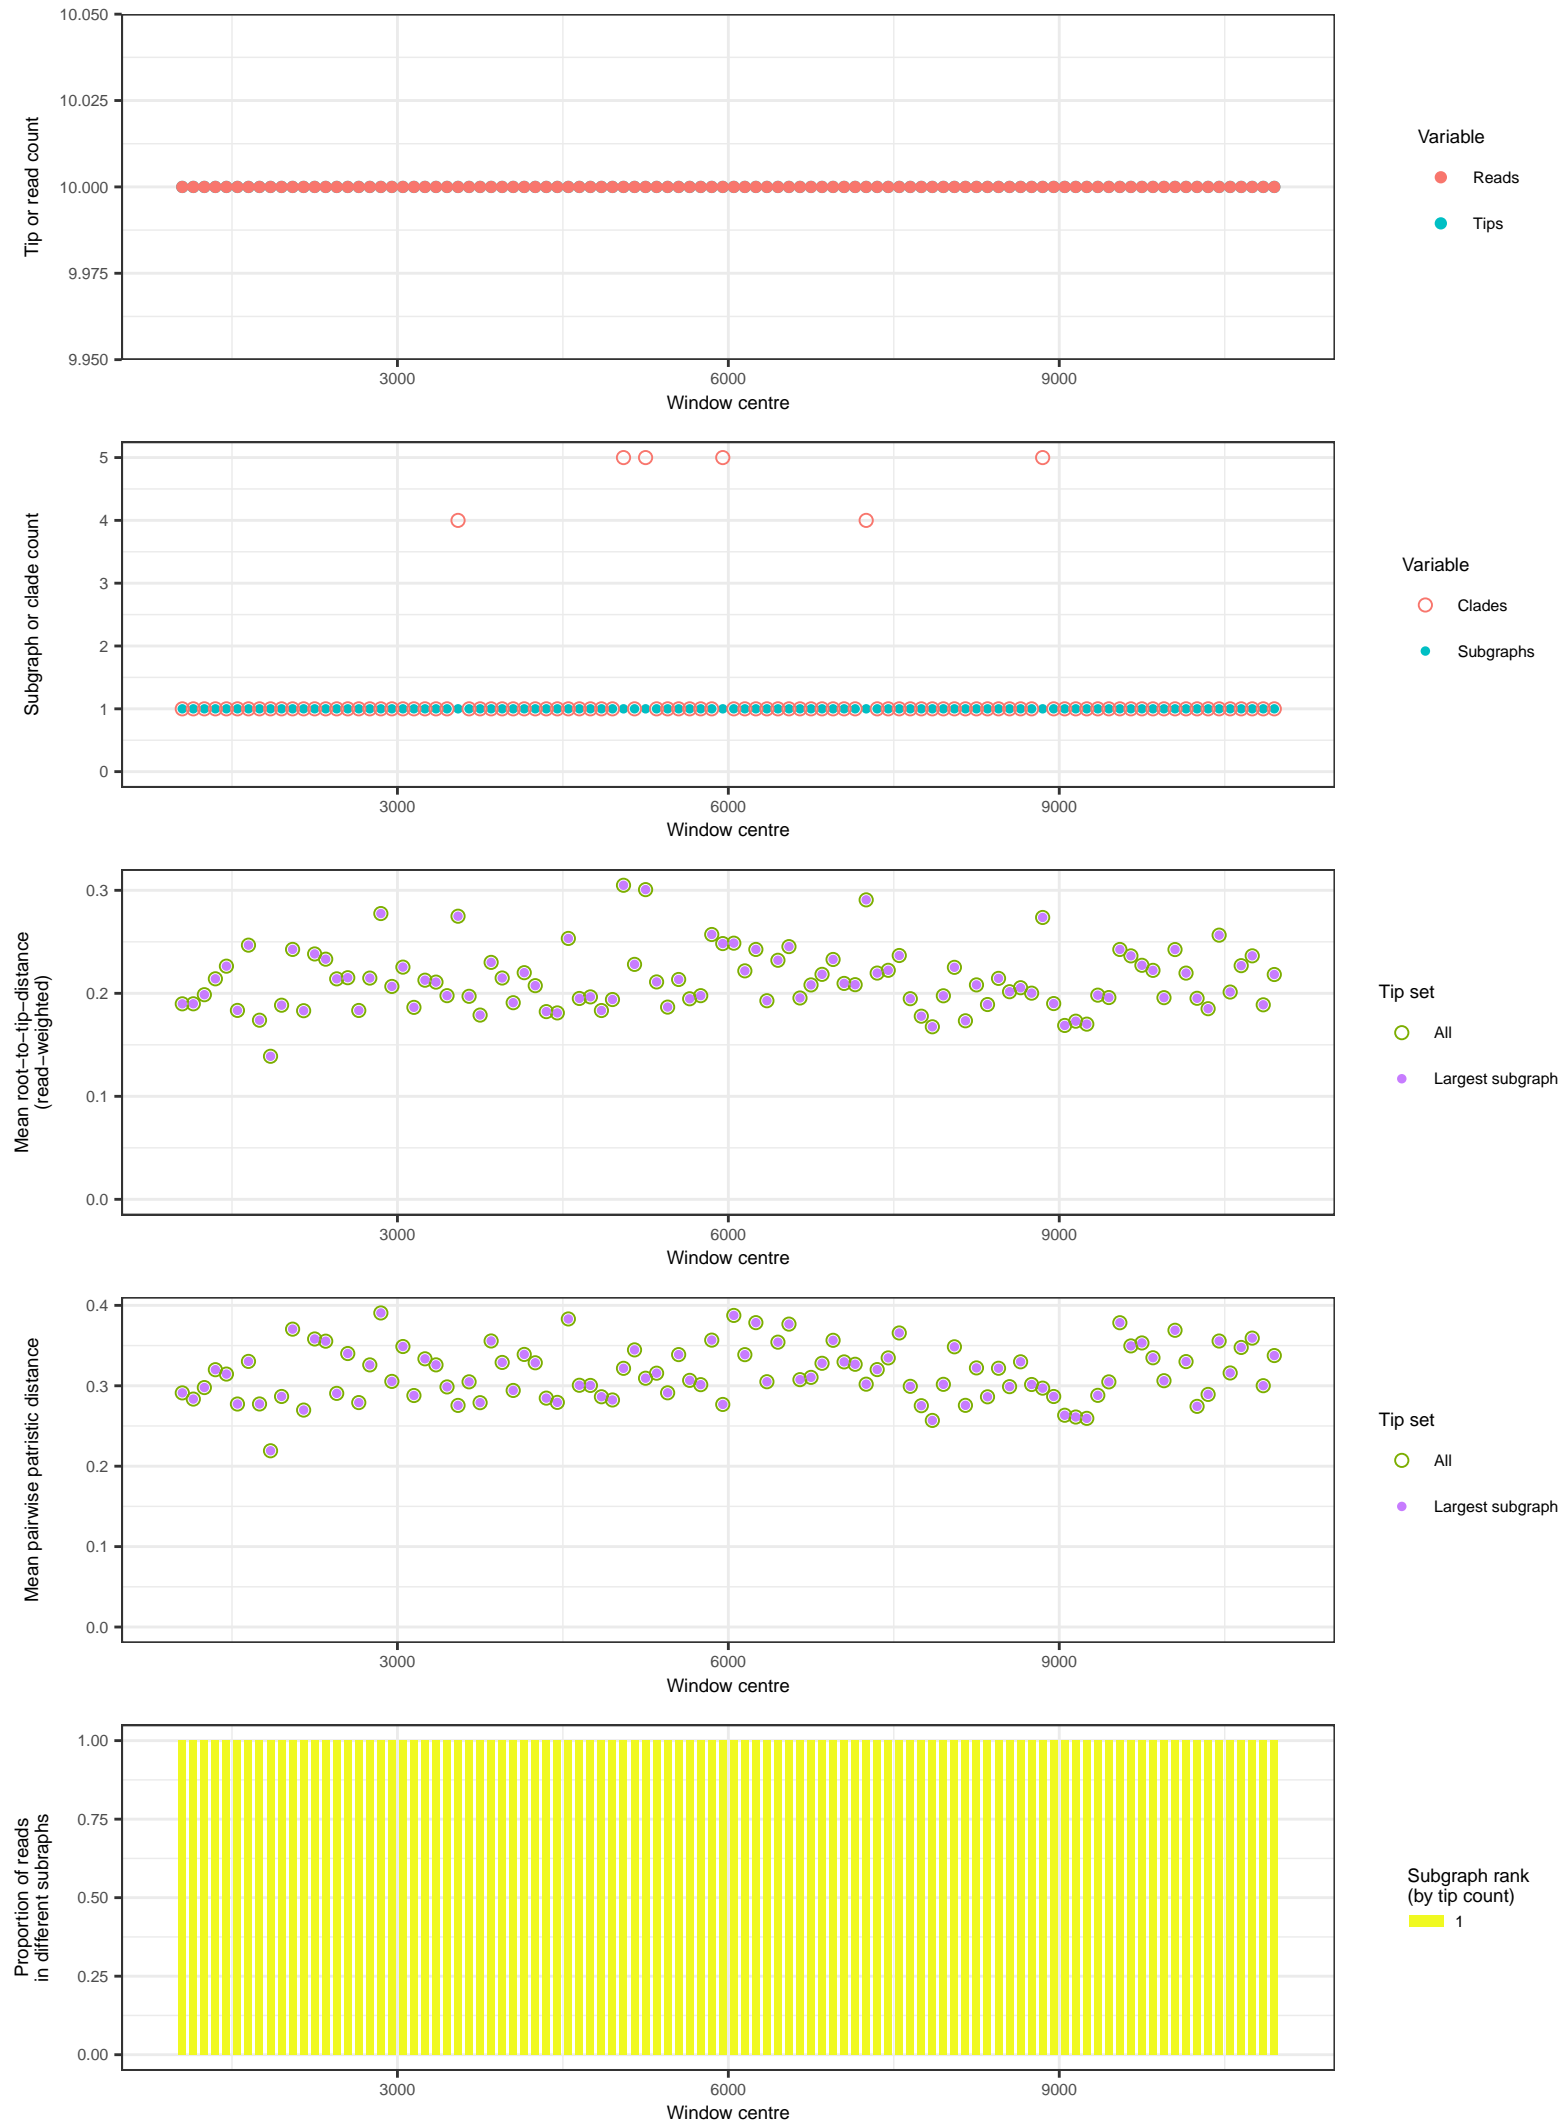 10.050
10.025
10.000
9.975
9.950
Tip or read count
3000 6000 9000
Window centre
Variable
Reads
Tips
5
4
3
2
1
0
Subgraph or clade count
3000 6000 9000
Window centre
Variable
Clades
Subgraphs
0.3
0.2
0.1
0.0
Mean root−to−tip−distance
(read−weighted)
3000 6000 9000
Window centre
Tip set
All
Largest subgraph
0.4
0.3
0.2
0.1
0.0
Mean pairwise patristic distance
3000 6000 9000
Window centre
Tip set
All
Largest subgraph
1.00
0.75
0.50
0.25
0.00
Proportion of reads
in different subraphs
3000 6000 9000
Window centre
Subgraph rank
(by tip count)
1